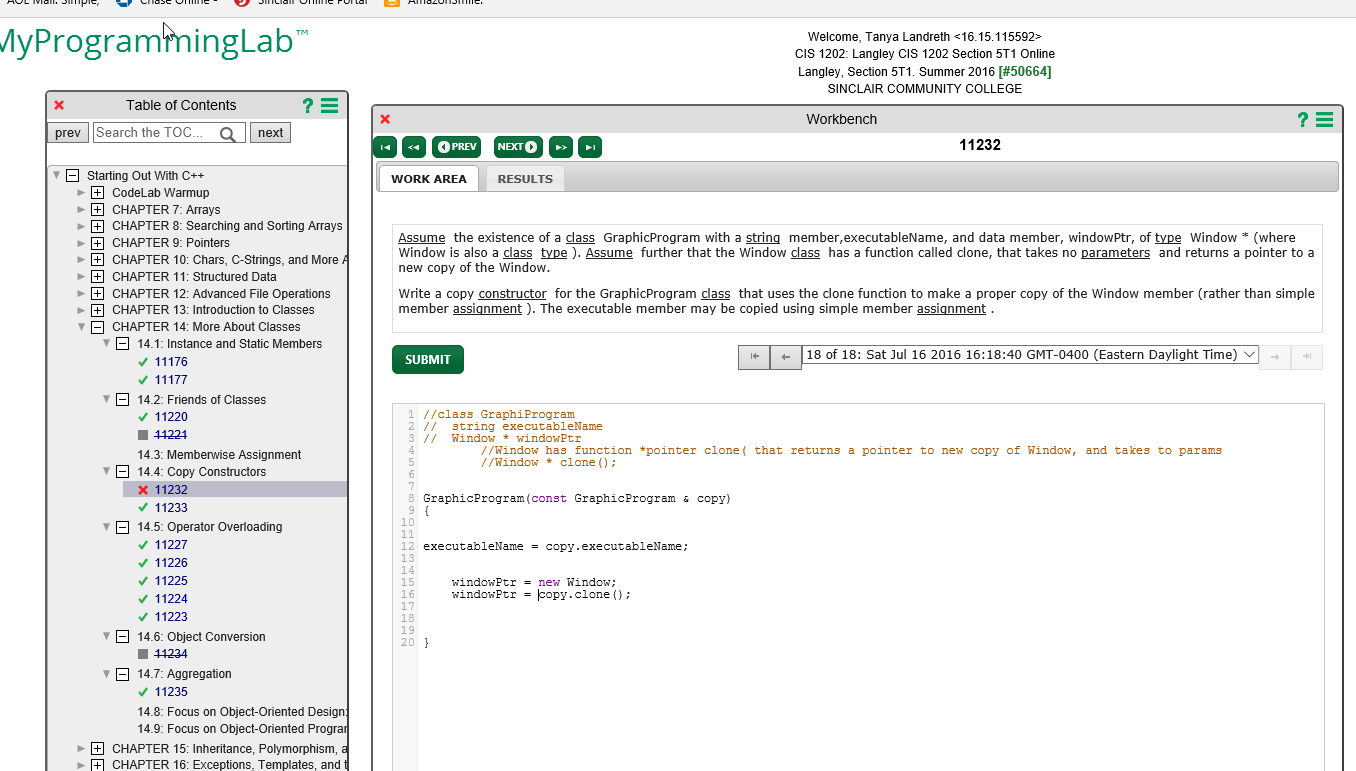 AOL Mail: Simple, Chase Online - Sinclair Online Portal AmazonSmile:
MyProgrammingLab™
Welcome, Tanya Landreth <16.15.115592>
CIS 1202: Langley CIS 1202 Section 5T1 Online
Langley, Section 5T1. Summer 2016 [#50664]
SINCLAIR COMMUNITY COLLEGE
Table of Contents ?
prev Search the TOC... next
Starting Out With C++
CodeLab Warmup
CHAPTER 7: Arrays
CHAPTER 8: Searching and Sorting Arrays
CHAPTER 9: Pointers
CHAPTER 10: Chars, C-Strings, and More A
CHAPTER 11: Structured Data
CHAPTER 12: Advanced File Operations
CHAPTER 13: Introduction to Classes
CHAPTER 14: More About Classes
14.1: Instance and Static Members
11176
11177
14.2: Friends of Classes
11220
11221
14.3: Memberwise Assignment
14.4: Copy Constructors
11232
11233
14.5: Operator Overloading
11227
11226
11225
11224
11223
14.6: Object Conversion
11234
14.7: Aggregation
11235
14.8: Focus on Object-Oriented Design:
14.9: Focus on Object-Oriented Progra
CHAPTER 15: Inheritance, Polymorphism, a
CHAPTER 16: Exceptions, Templates, and t
Workbench ?
PREV NEXT 11232
WORK AREA RESULTS
Assume the existence of a class GraphicProgram with a string member,executableName, and data member, windowPtr, of type Window * (where
Window is also a class type ). Assume further that the Window class has a function called clone, that takes no parameters and returns a pointer to a
new copy of the Window.
Write a copy constructor for the GraphicProgram class that uses the clone function to make a proper copy of the Window member (rather than simple
member assignment ). The executable member may be copied using simple member assignment .
SUBMIT
18 of 18: Sat Jul 16 2016 16:18:40 GMT-0400 (Eastern Daylight Time)
1 //class GraphiProgram
2 // string executableName
3 // Window * windowPtr
4 //Window has function *pointer clone( that returns a pointer to new copy of Window, and takes to params
5 //Window * clone();
6
7
8 GraphicProgram(const GraphicProgram & copy)
9 {
10
11
12 executableName = copy.executableName;
13
14
15 windowPtr = new Window;
16 windowPtr = copy.clone();
17
18
19
20 }